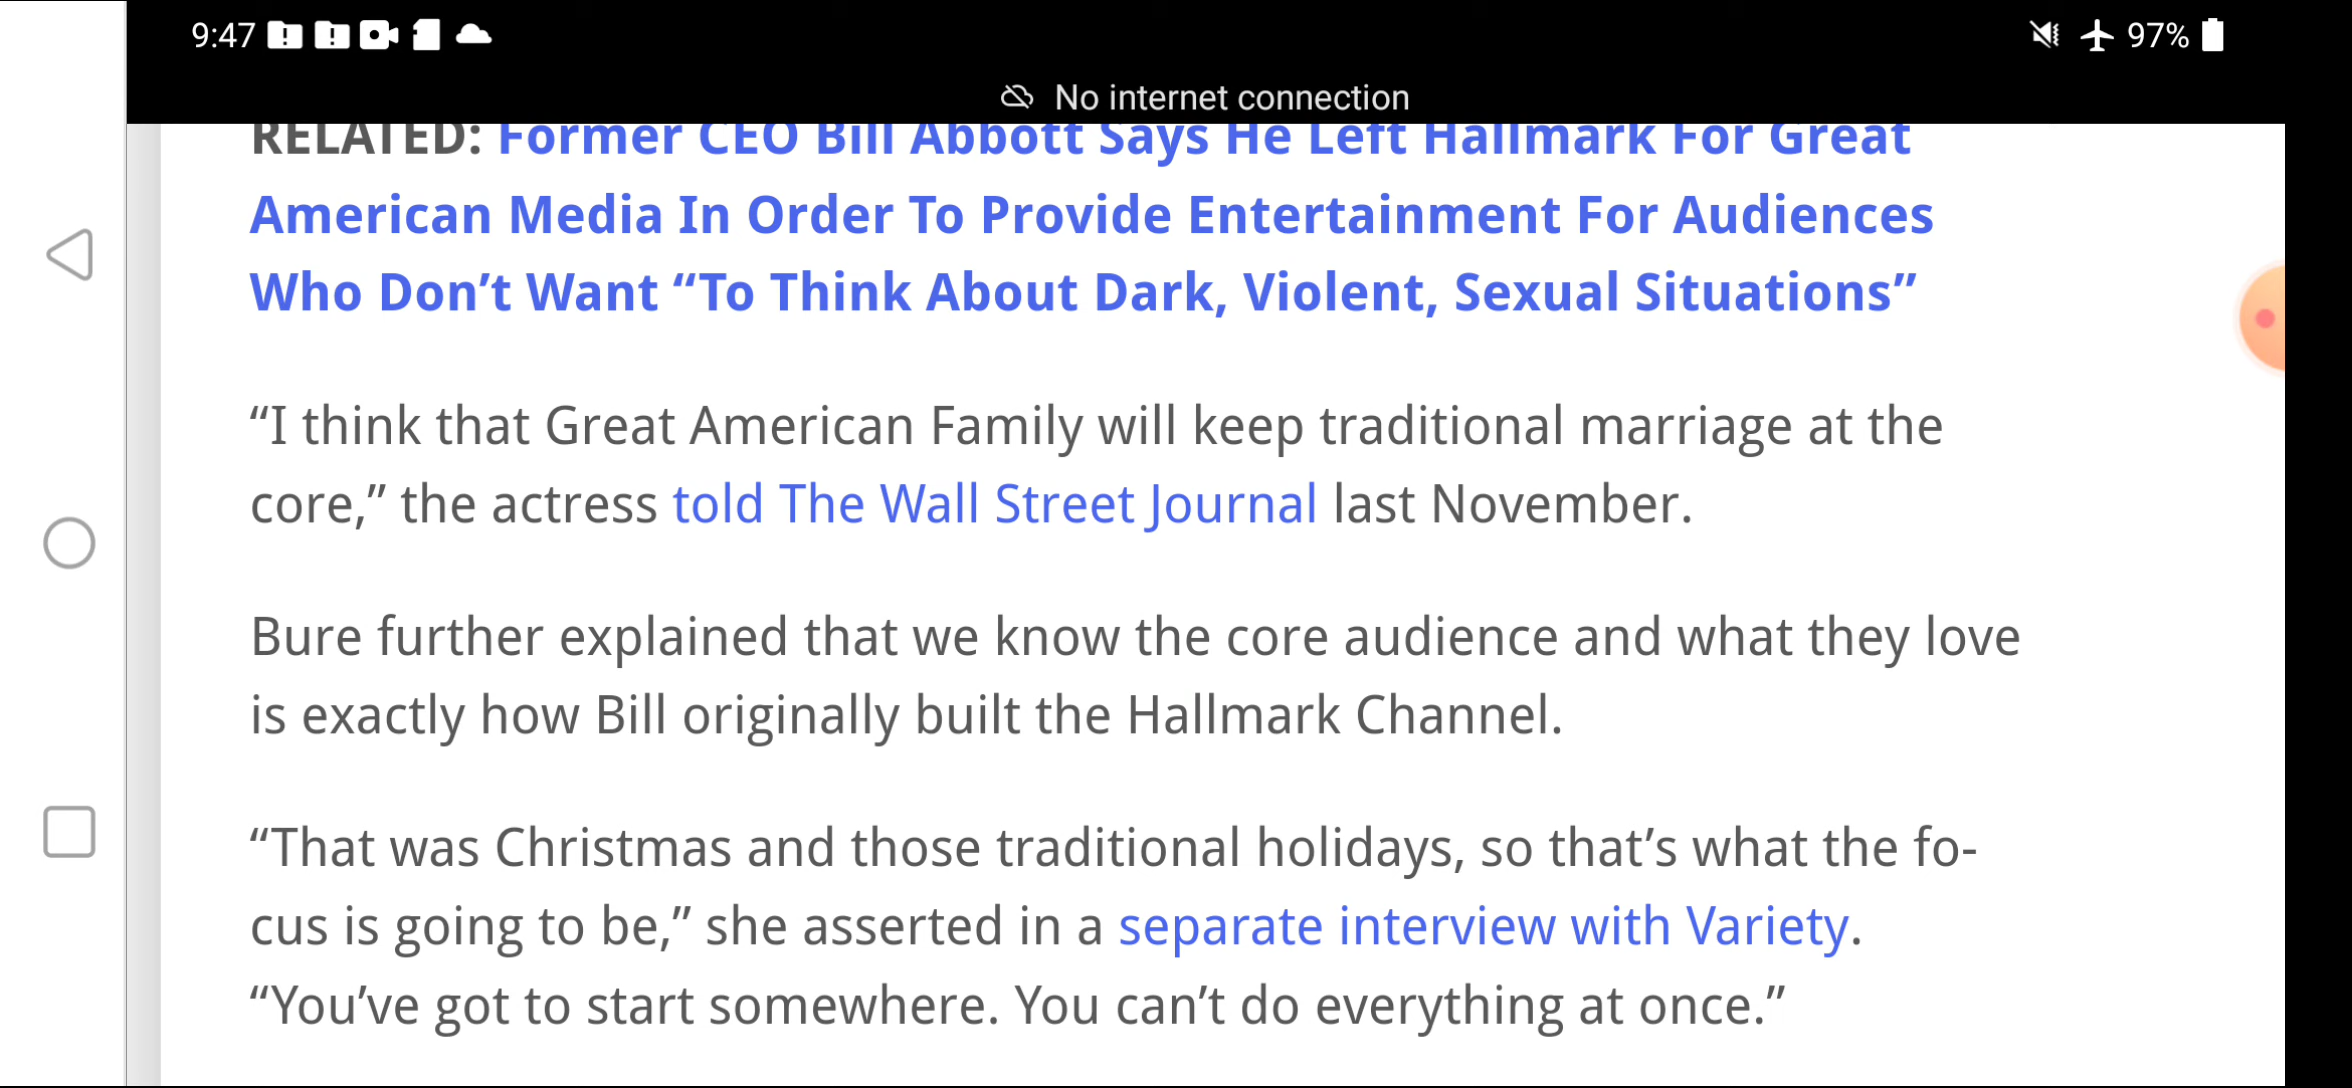 9:47
97%
No internet connection
RELATED: Former CEO Bill Abbott Says He Left Hallmark For Great
American Media In Order To Provide Entertainment For Audiences
Who Don’t Want “To Think About Dark, Violent, Sexual Situations”
“I think that Great American Family will keep traditional marriage at the
core,” the actress told The Wall Street Journal last November.
Bure further explained that we know the core audience and what they love
is exactly how Bill originally built the Hallmark Channel.
“That was Christmas and those traditional holidays, so that’s what the fo-
cus is going to be,” she asserted in a separate interview with Variety.
“You’ve got to start somewhere. You can’t do everything at once.”